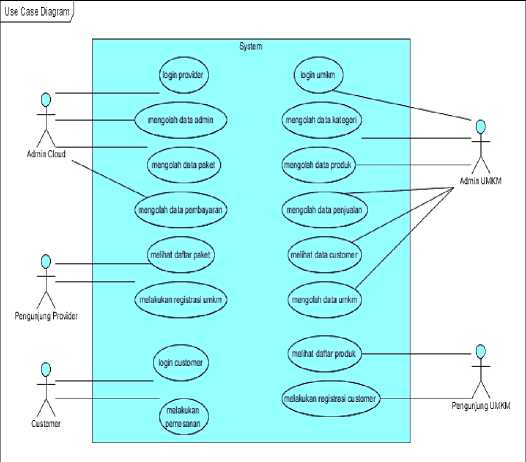 Use Case Diagram
System
login provider
login umkm
mengolah data admin
mengolah data kategori
Admin Cloud
mengolah data paket
mengolah data produk
Admin UMKM
mengolah data pembayaran
mengolah data penjualan
melihat daftar paket
melihat data customer
Pengunjung Provider
melakukan registrasi umkm
mengolah data umkm
login customer
melihat daftar produk
Customer
melakukan
pemesanan
melakukan registrasi customer
Pengunjung UMKM